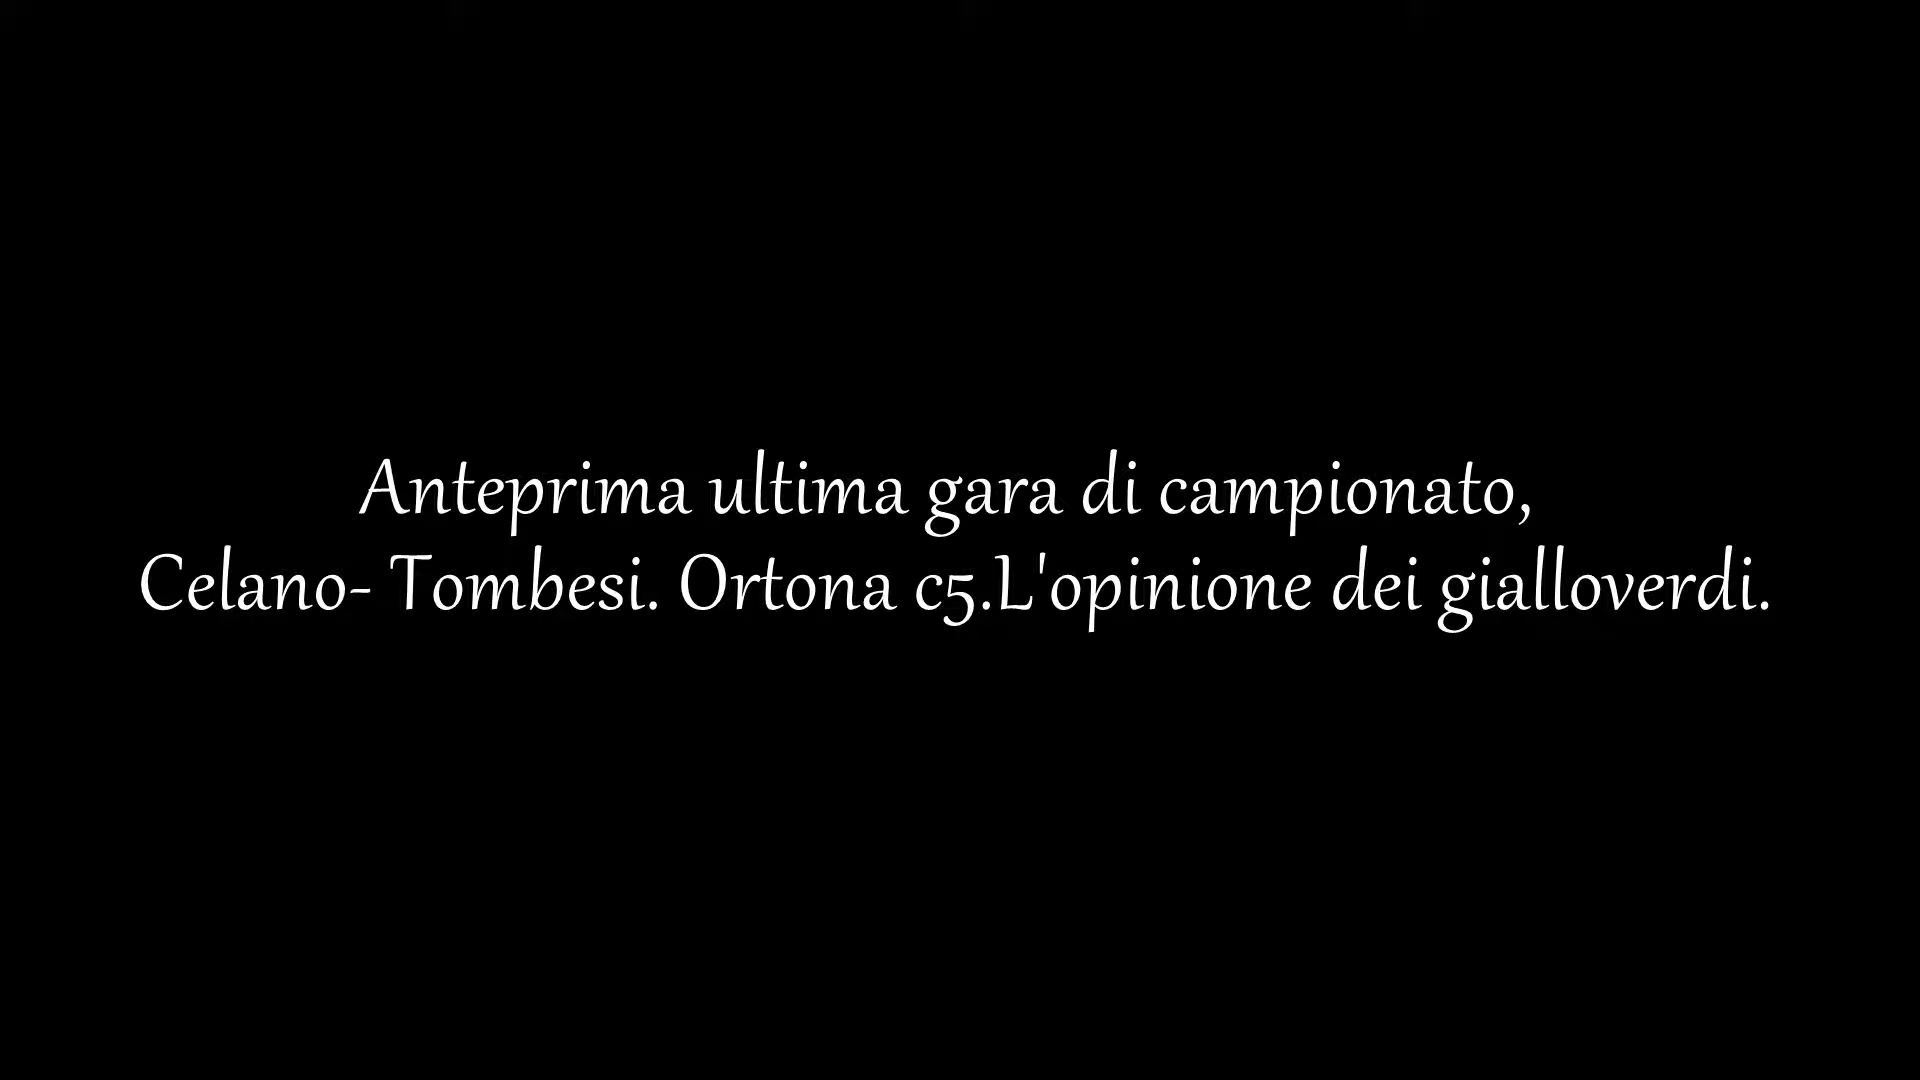 Anteprima ultima gara di campionato,
Celano- Tombesi. Ortona c5.L'opinione dei gialloverdi.